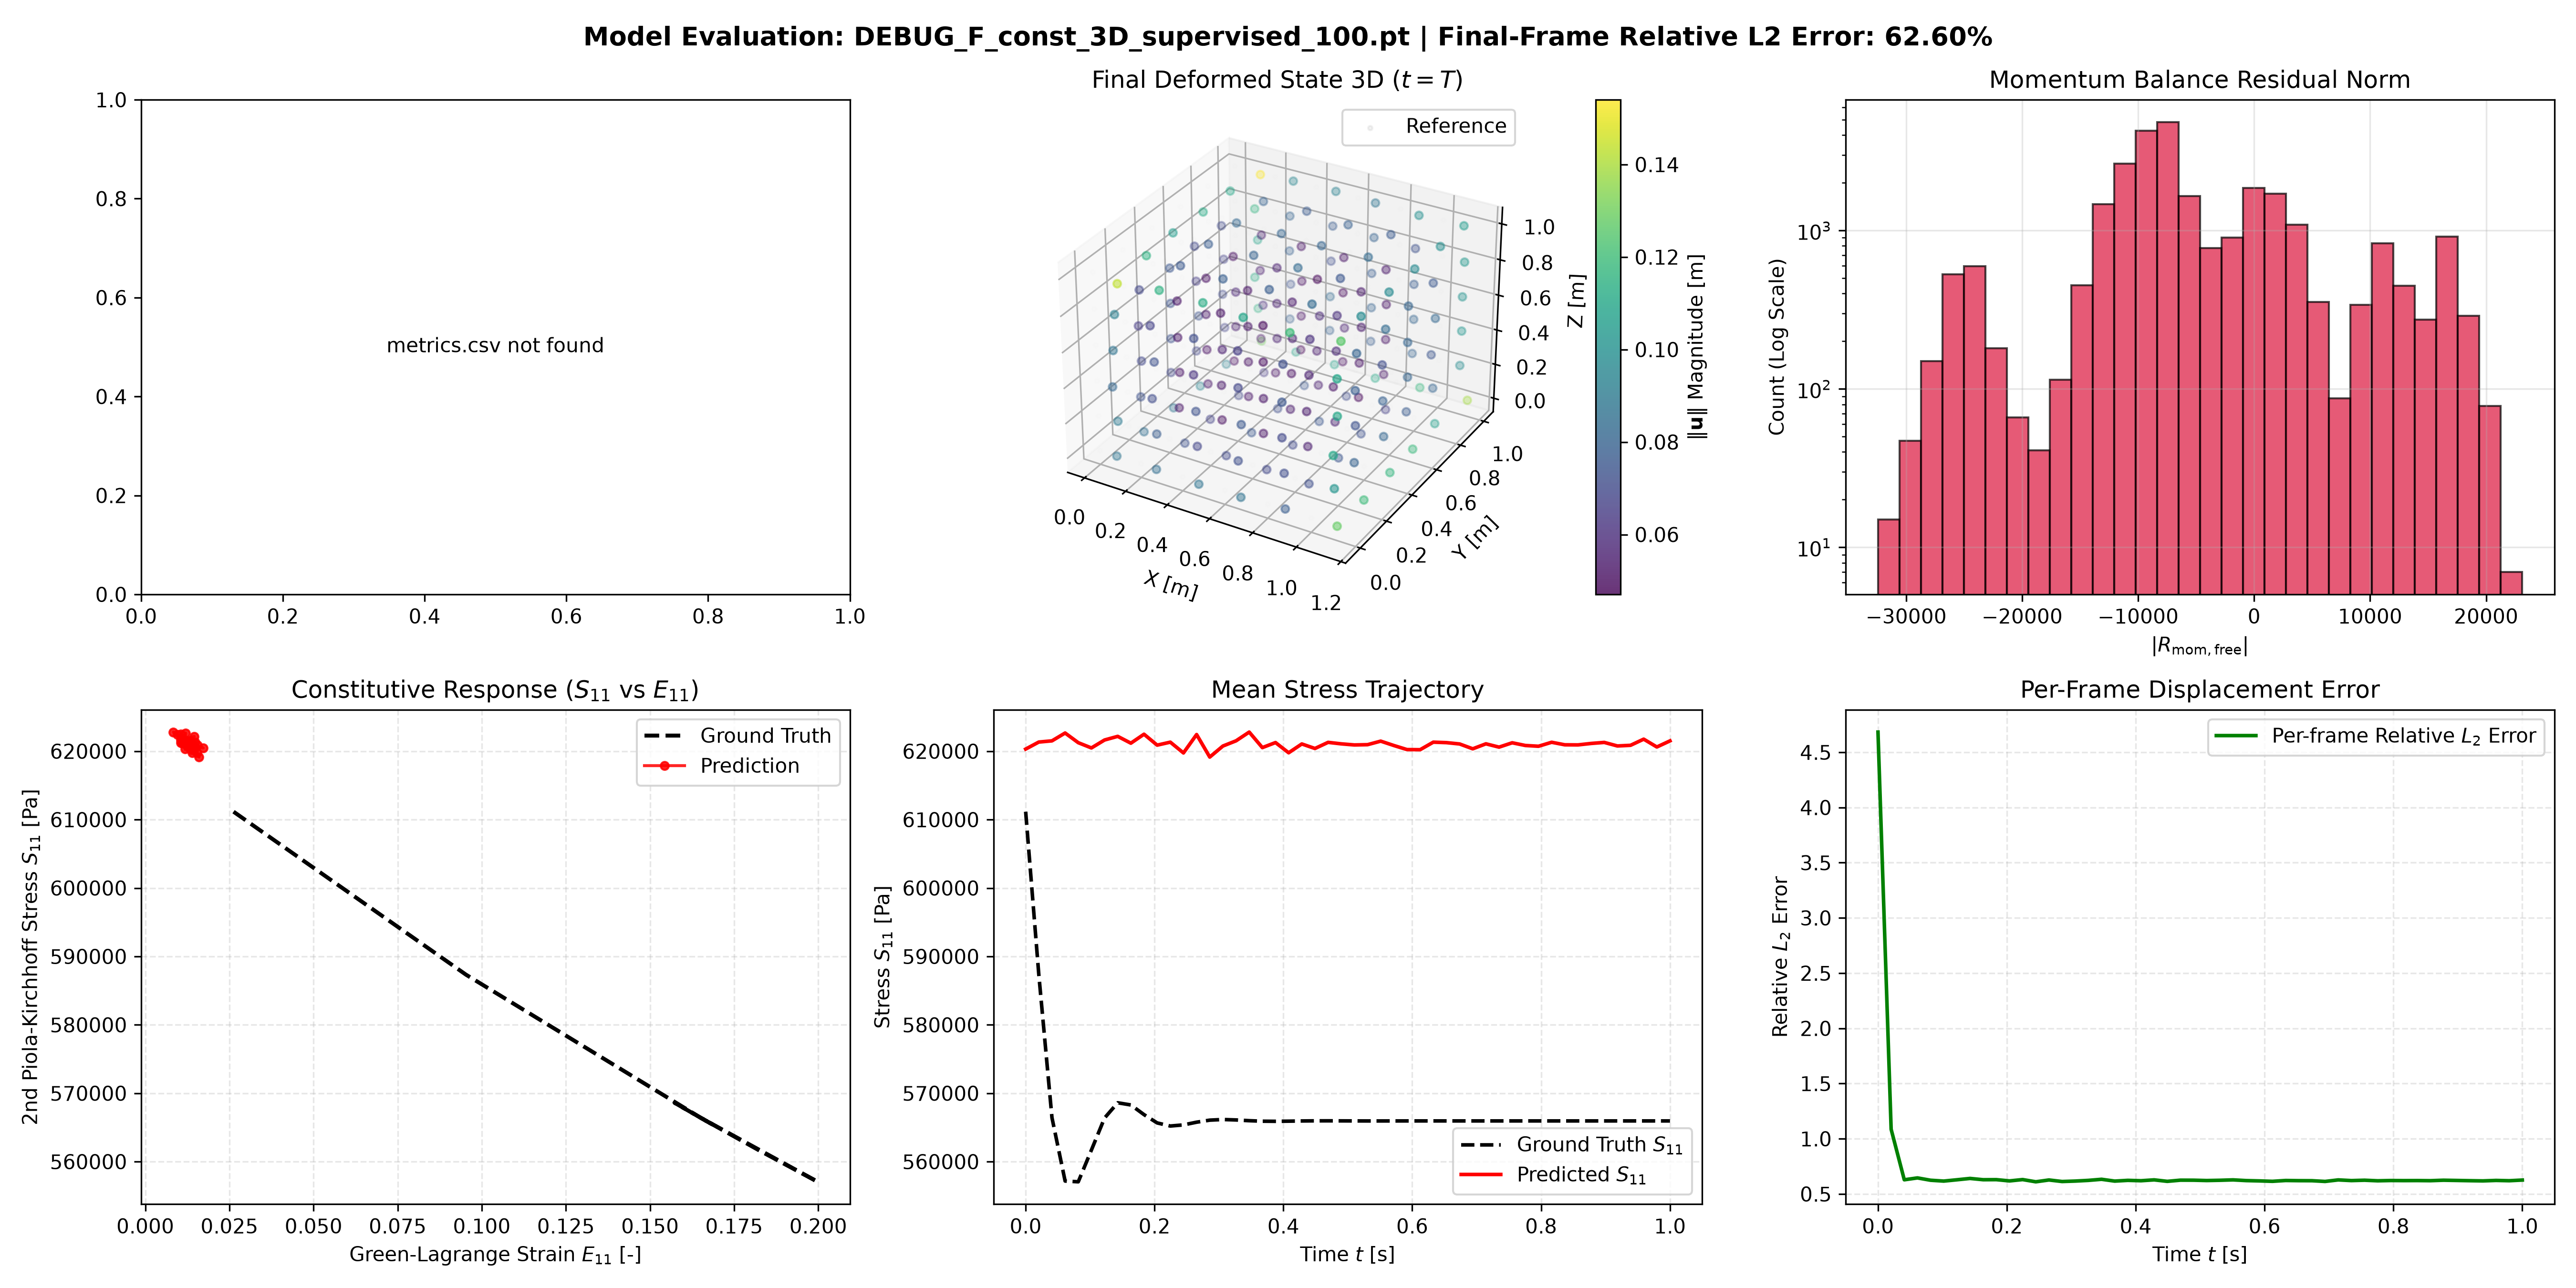 Model Evaluation: DEBUG_F_const_3D_supervised_100.pt | Final-Frame Relative L2 Error: 62.60%
1.0
0.8
0.6
0.4
0.2
0.0
metrics.csv not found
0.0 0.2 0.4 0.6 0.8 1.0
Final Deformed State 3D (t = T)
Reference
0.0 0.2 0.4 0.6 0.8 1.0 1.2
X [m]
0.0 0.2 0.4 0.6 0.8 1.0
Y [m]
1.0
0.8
0.6
0.4
0.2
0.0
Z [m]
0.14
0.12
0.10
0.08
0.06
‖u‖ Magnitude [m]
Momentum Balance Residual Norm
Count (Log Scale)
10³
10²
10¹
−30000 −20000 −10000 0 10000 20000
|R_mom, free|
Constitutive Response (S₁₁ vs E₁₁)
Ground Truth
Prediction
2nd Piola-Kirchhoff Stress S₁₁ [Pa]
620000
610000
600000
590000
580000
570000
560000
0.000 0.025 0.050 0.075 0.100 0.125 0.150 0.175 0.200
Green-Lagrange Strain E₁₁ [-]
Mean Stress Trajectory
Stress S₁₁ [Pa]
620000
610000
600000
590000
580000
570000
560000
Ground Truth S₁₁
Predicted S₁₁
0.0 0.2 0.4 0.6 0.8 1.0
Time t [s]
Per-Frame Displacement Error
Per-frame Relative L₂ Error
Relative L₂ Error
4.5
4.0
3.5
3.0
2.5
2.0
1.5
1.0
0.5
0.0 0.2 0.4 0.6 0.8 1.0
Time t [s]